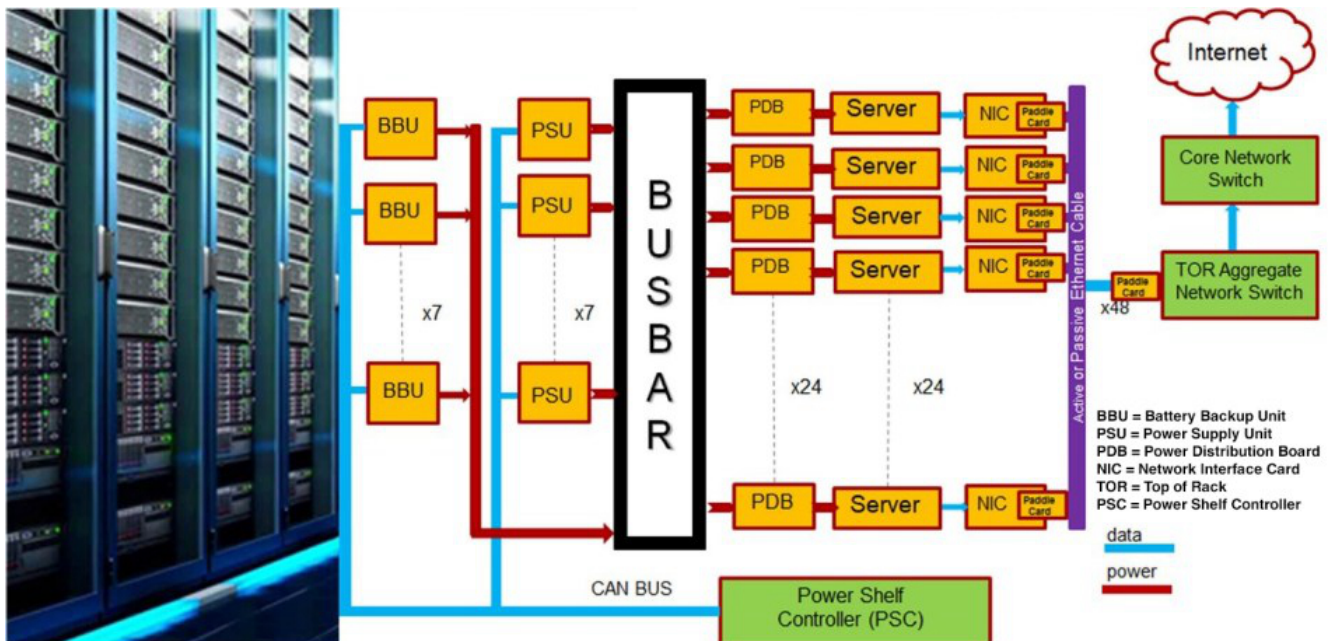 Internet
BBU
PSU
BUSBAR
PDB
Server
NIC
Paddle
Card
Core Network
Switch
PDB
Server
NIC
Paddle
Card
BBU
PSU
PDB
Server
NIC
Paddle
Card
PDB
Server
NIC
Paddle
Card
Paddle
Card
TOR Aggregate
Network Switch
x7
x7
x48
Active or Passive Ethernet Cable
BBU
PSU
x24
x24
BBU = Battery Backup Unit
PSU = Power Supply Unit
PDB = Power Distribution Board
NIC = Network Interface Card
TOR = Top of Rack
PSC = Power Shelf Controller
PDB
Server
NIC
Paddle
Card
data
power
CAN BUS
Power Shelf
Controller (PSC)